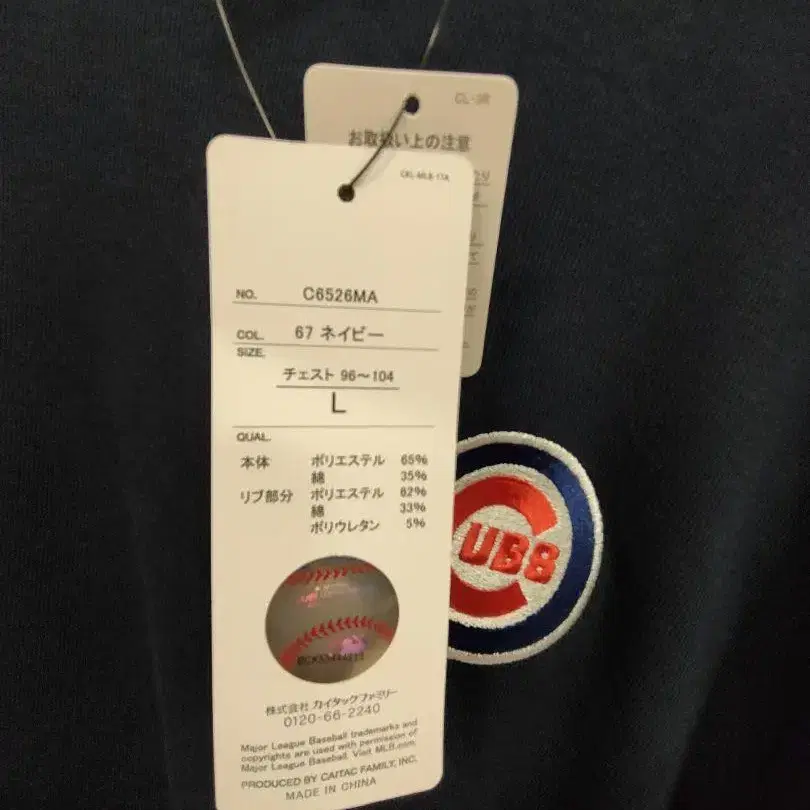 CL-3R
お取扱い上の注意
CKL-MLB-17A
NO. C6526MA
COL. 67 ネイビー
SIZE.
チェスト 96〜104
L
QUAL.
本体 ポリエステル 65%
綿 35%
リブ部分 ポリエステル 62%
綿 33%
ポリウレタン 5%
UBS
株式会社 カイタックファミリー
0120-66-2240
Major League Baseball trademarks and
copyrights are used with permission of
Major League Baseball. Visit MLB.com.
PRODUCED BY CAITAC FAMILY, INC.
MADE IN CHINA